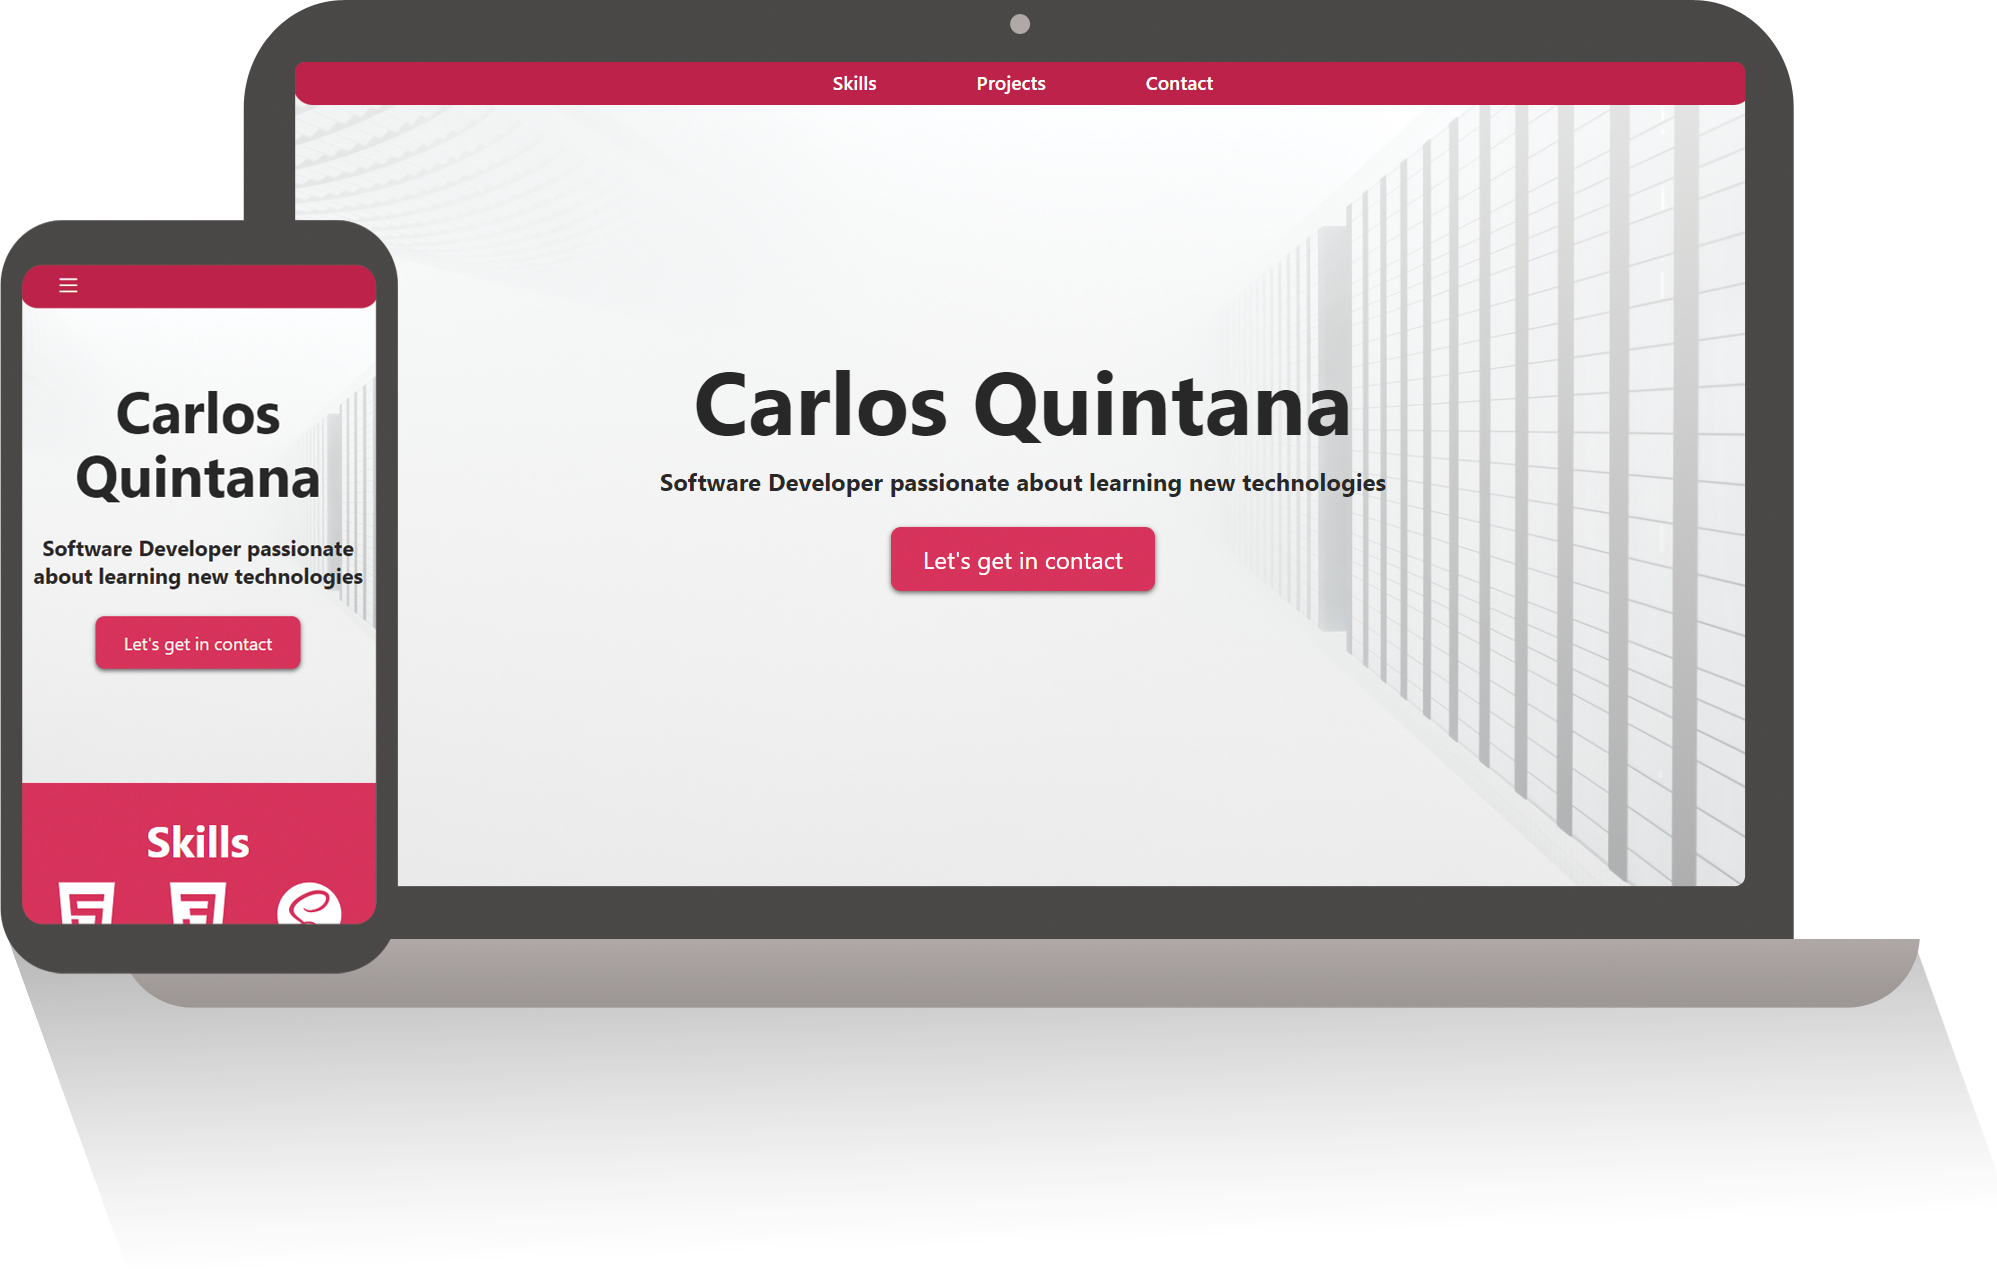 Skills
Projects
Contact
Carlos Quintana
Software Developer passionate about learning new technologies
Let's get in contact
Carlos
Quintana
Software Developer passionate
about learning new technologies
Let's get in contact
Skills